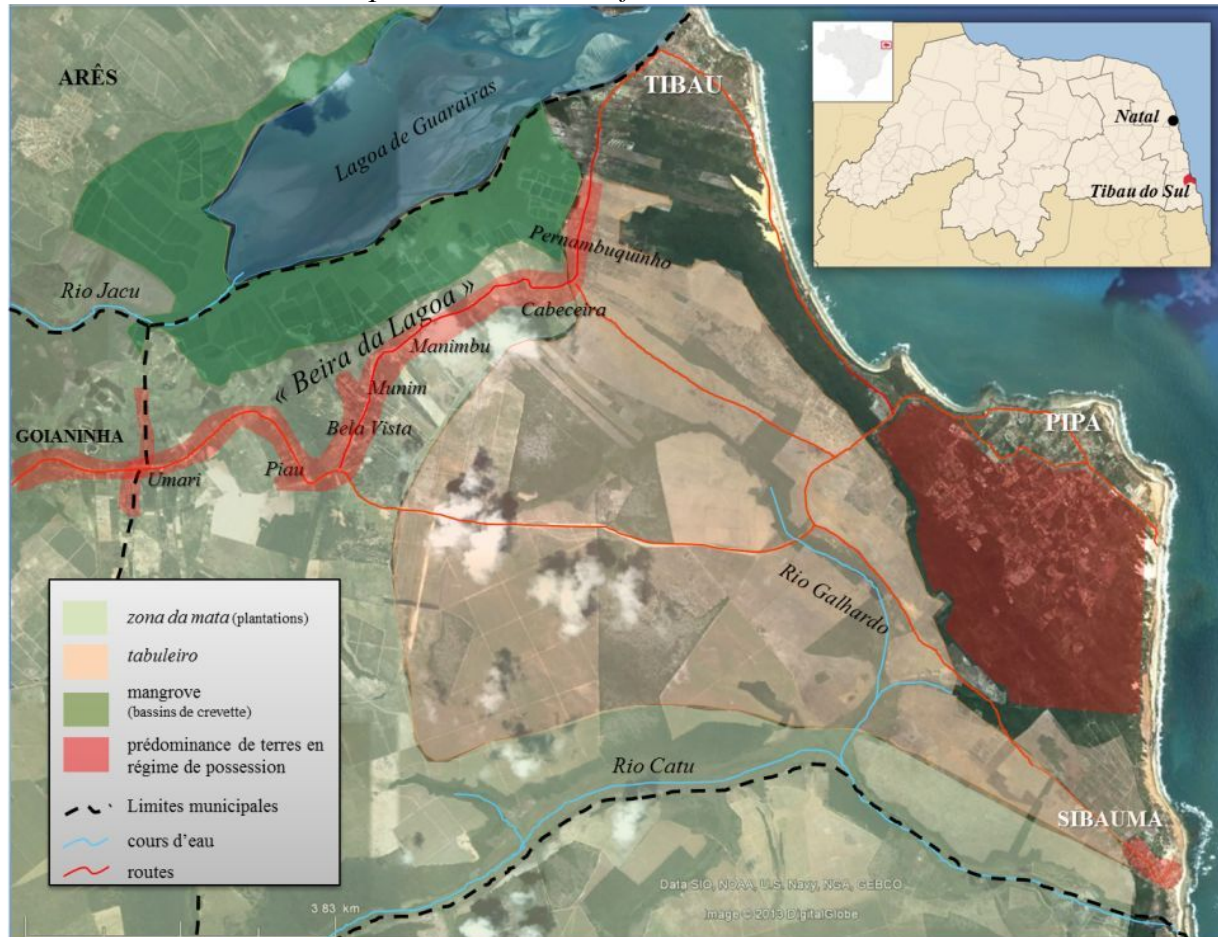 ARÊS
Lagoa de Guarairas
TIBAU
Natal
Tibau do Sul
Rio Jacu
Pernambuquinho
« Beira da Lagoa »
Cabeceira
Manimbu
Munim
Bela Vista
GOIANINHA
Umari
Piau
PIPA
Rio Galhardo
Rio Catu
SIBAUMA
zona da mata (plantations)
tabuleiro
mangrove
(bassins de crevette)
prédominance de terres en
régime de possession
Limites municipales
cours d'eau
routes
3 83 km
Data SIO, NOAA, U.S. Navy, NGA, GEBCO
Image © 2013 DigitalGlobe